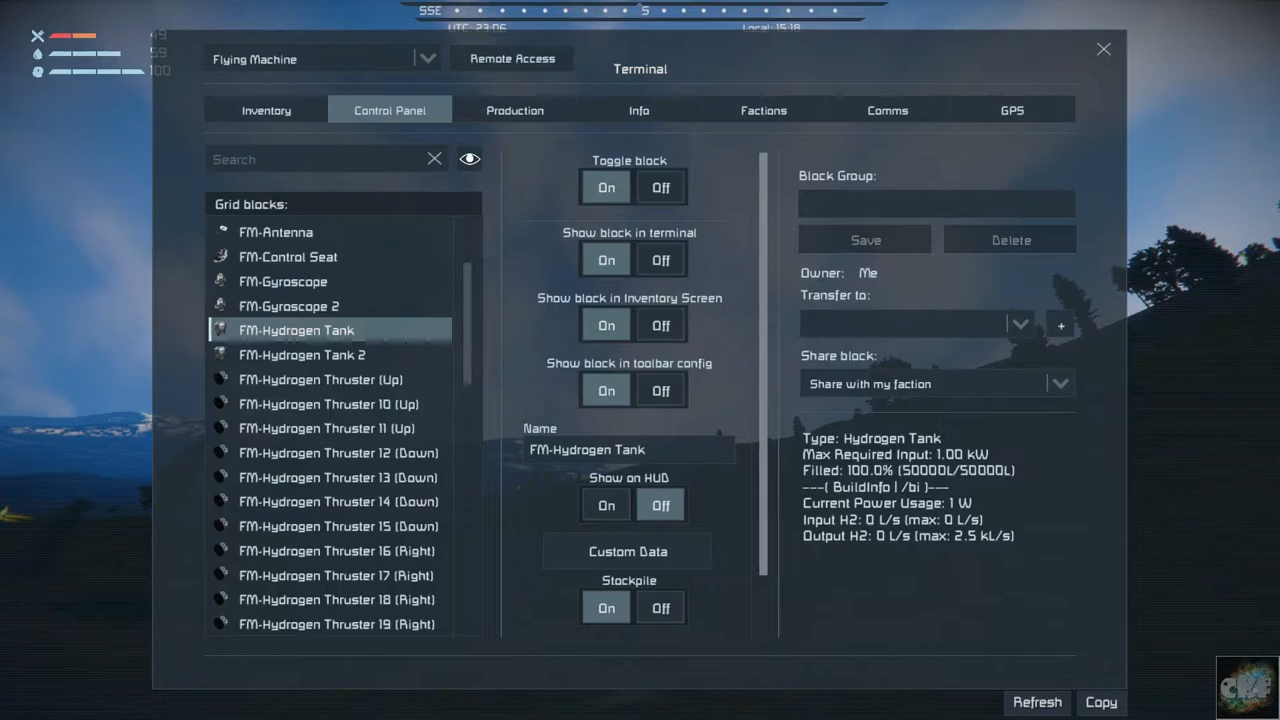 SSE
S
UTC: 23:06
Local: 15:18
49
59
100
Flying Machine
Remote Access
Terminal
Inventory
Control Panel
Production
Info
Factions
Comms
GPS
Search
Grid blocks:
FM-Antenna
FM-Control Seat
FM-Gyroscope
FM-Gyroscope 2
FM-Hydrogen Tank
FM-Hydrogen Tank 2
FM-Hydrogen Thruster (Up)
FM-Hydrogen Thruster 10 (Up)
FM-Hydrogen Thruster 11 (Up)
FM-Hydrogen Thruster 12 (Down)
FM-Hydrogen Thruster 13 (Down)
FM-Hydrogen Thruster 14 (Down)
FM-Hydrogen Thruster 15 (Down)
FM-Hydrogen Thruster 16 (Right)
FM-Hydrogen Thruster 17 (Right)
FM-Hydrogen Thruster 18 (Right)
FM-Hydrogen Thruster 19 (Right)
Toggle block
On Off
Show block in terminal
On Off
Show block in Inventory Screen
On Off
Show block in toolbar config
On Off
Name
FM-Hydrogen Tank
Show on HUD
On Off
Custom Data
Stockpile
On Off
Block Group:
Save
Delete
Owner: Me
Transfer to:
+
Share block:
Share with my faction
Type: Hydrogen Tank
Max Required Input: 1.00 kW
Filled: 100.0% (50000L/50000L)
---( BuildInfo | /bi )---
Current Power Usage: 1 W
Input H2: 0 L/s (max: 0 L/s)
Output H2: 0 L/s (max: 2.5 kL/s)
Refresh
Copy